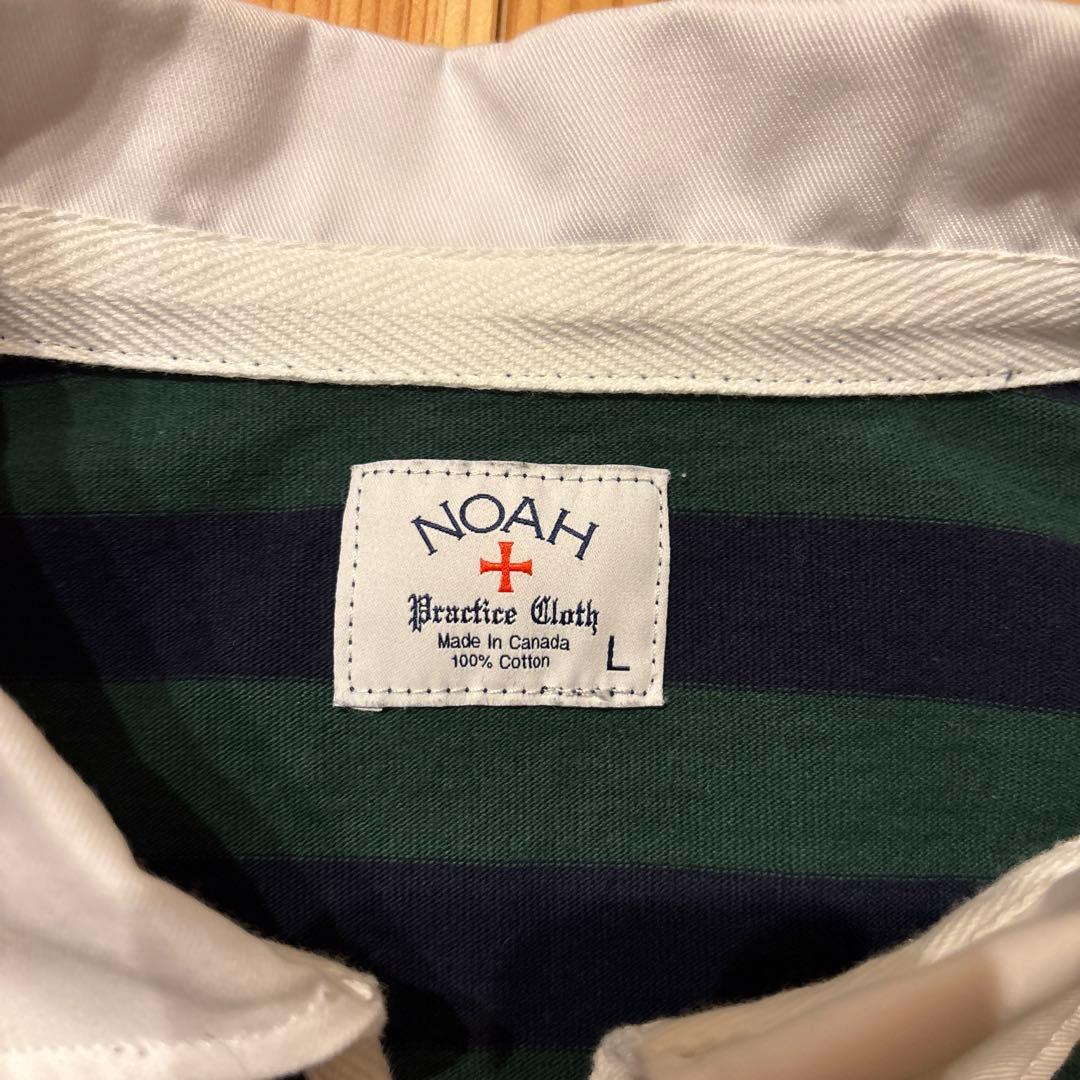 NOAH
Practice Cloth
Made In Canada
100% Cotton
L